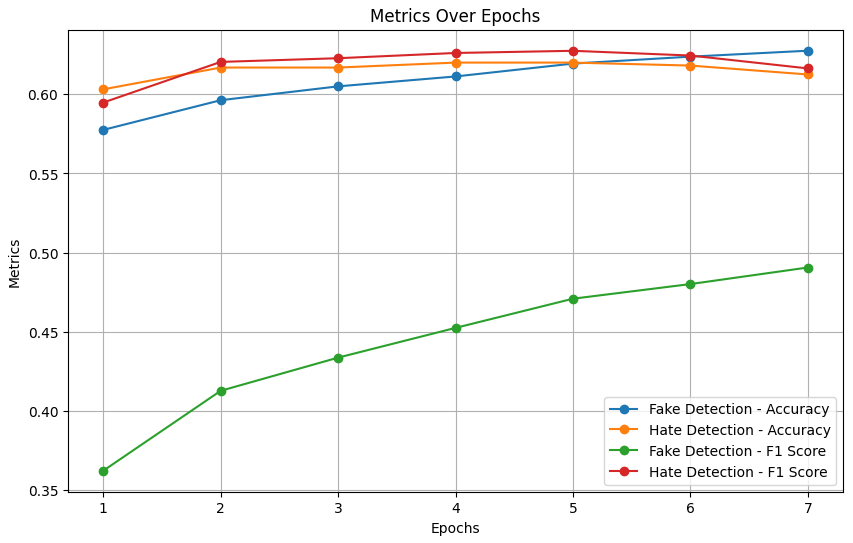 Metrics Over Epochs
Metrics
0.60
0.55
0.50
0.45
0.40
0.35
1 2 3 4 5 6 7
Epochs
Fake Detection - Accuracy
Hate Detection - Accuracy
Fake Detection - F1 Score
Hate Detection - F1 Score